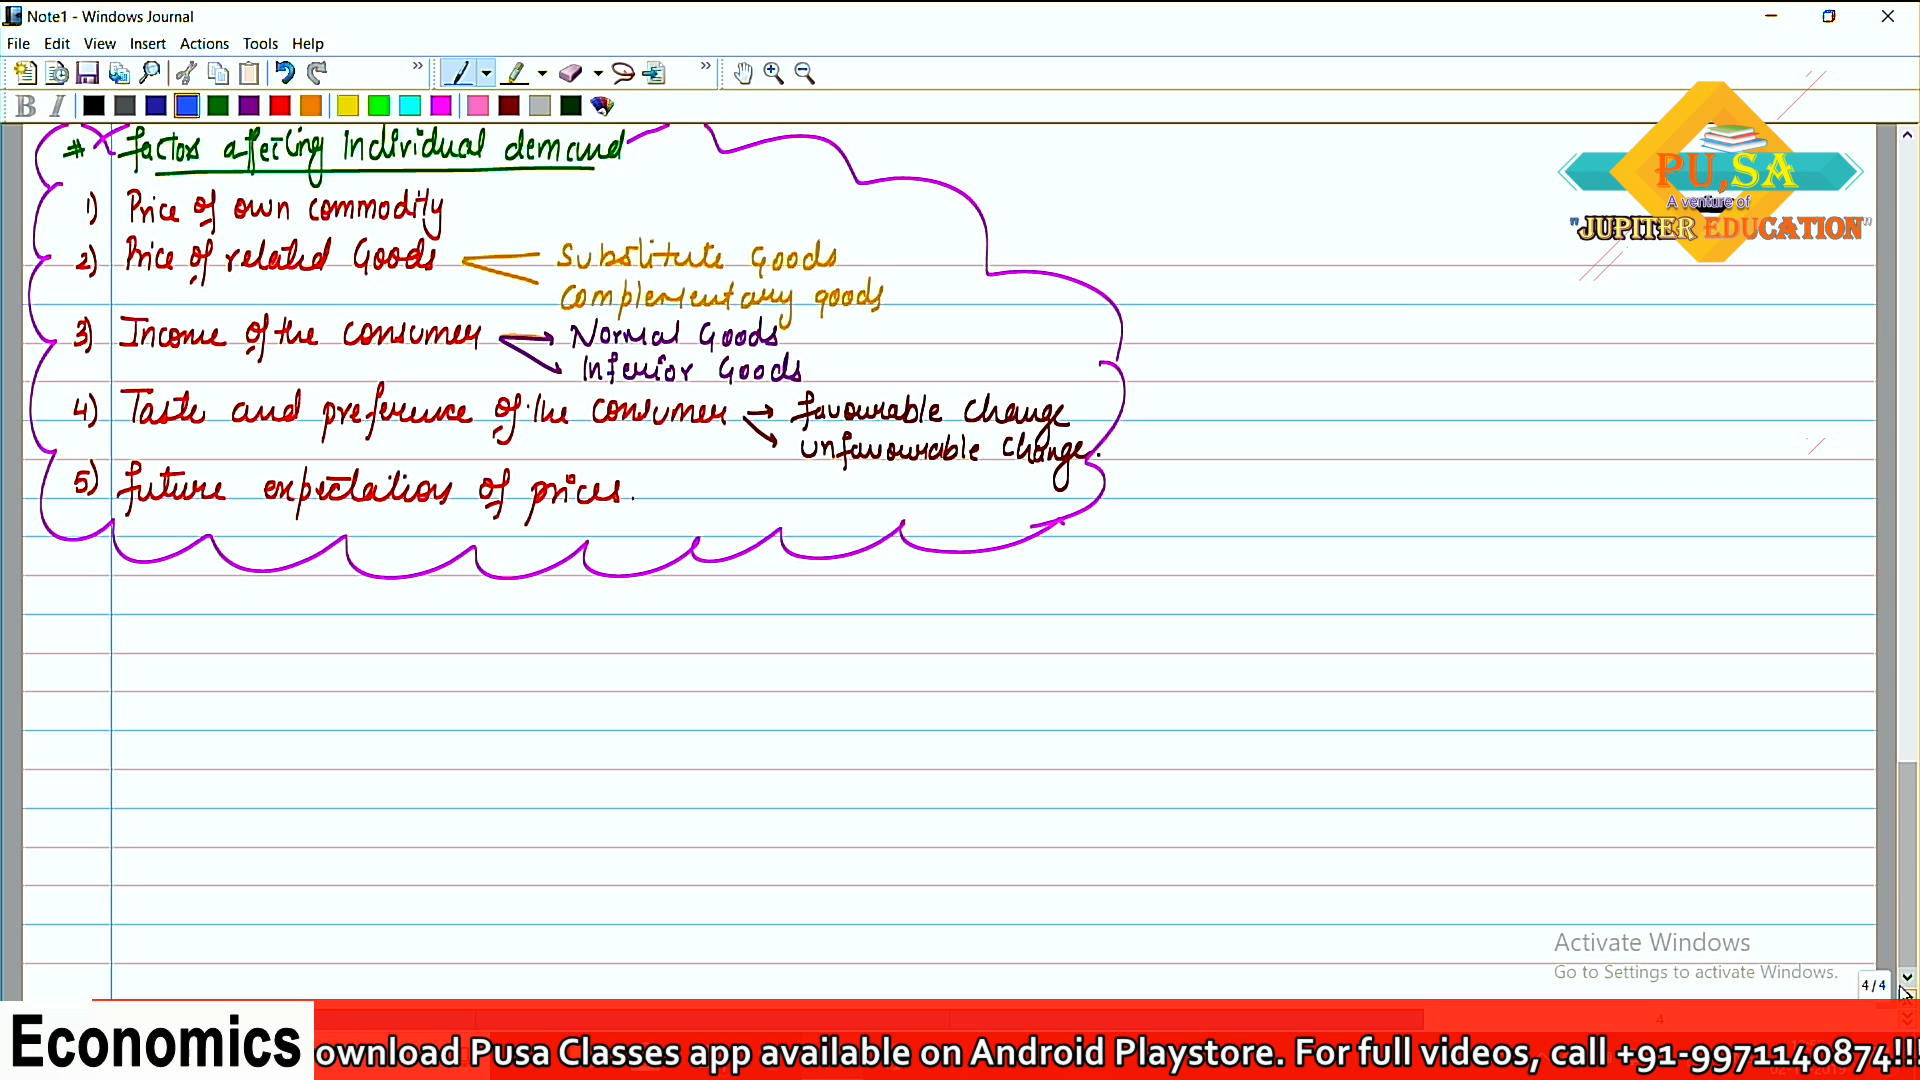 Note1 - Windows Journal
File Edit View Insert Actions Tools Help
B I
# factors affecting individual demand
1) Price of own commodity
2) Price of related Goods
Substitute Goods
Complementary goods
3) Income of the consumer → Normal Goods
Inferior Goods
4) Taste and preference of the consumer → favourable change
unfavourable change.
5) future expectations of prices.
PU,SA
A venture of
"JUPITER EDUCATION"
Activate Windows
Go to Settings to activate Windows.
4 / 4
4
Economics
ownload Pusa Classes app available on Android Playstore. For full videos, call +91-9971140874!!!